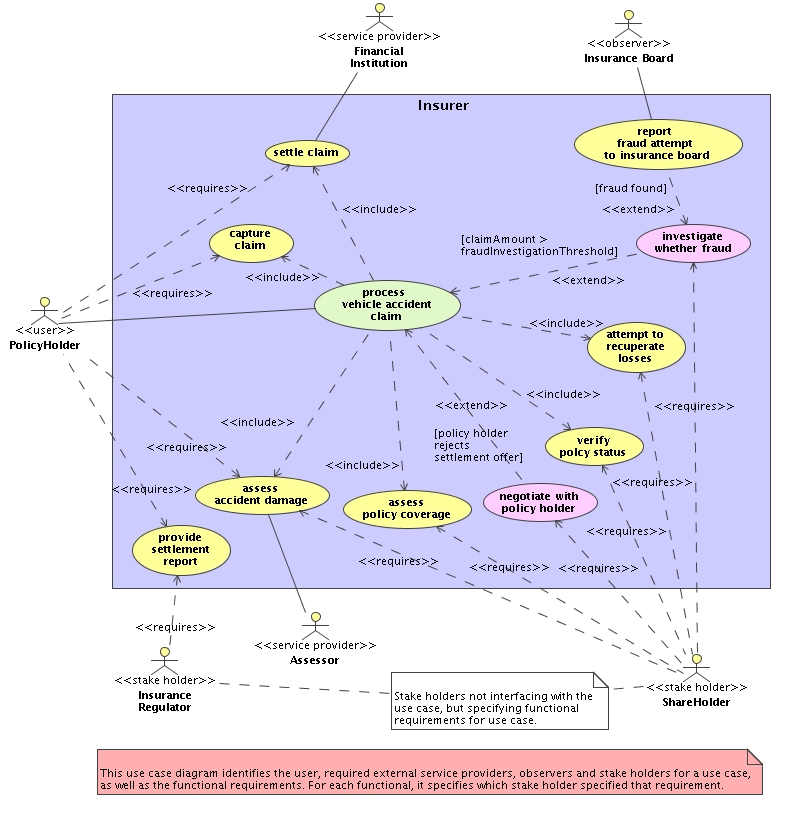 <<service provider>>
Financial
Institution
<<observer>>
Insurance Board
Insurer
report
fraud attempt
to insurance board
settle claim
<<requires>>
[fraud found]
<<include>>
<<extend>>
capture
claim
investigate
whether fraud
[claimAmount >
fraudInvestigationThreshold]
<<include>>
<<extend>>
<<requires>>
process
vehicle accident
claim
<<user>>
PolicyHolder
<<include>>
attempt to
recuperate
losses
<<include>>
<<extend>>
<<requires>>
<<include>>
[policy holder
rejects
settlement offer]
verify
polcy status
<<requires>>
<<include>>
<<requires>>
<<requires>>
assess
accident damage
assess
policy coverage
negotiate with
policy holder
<<requires>>
provide
settlement
report
<<requires>>
<<requires>>
<<requires>>
<<requires>>
<<service provider>>
Assessor
<<stake holder>>
Insurance
Regulator
<<stake holder>>
ShareHolder
Stake holders not interfacing with the
use case, but specifying functional
requirements for use case.
This use case diagram identifies the user, required external service providers, observers and stake holders for a use case,
as well as the functional requirements. For each functional, it specifies which stake holder specified that requirement.